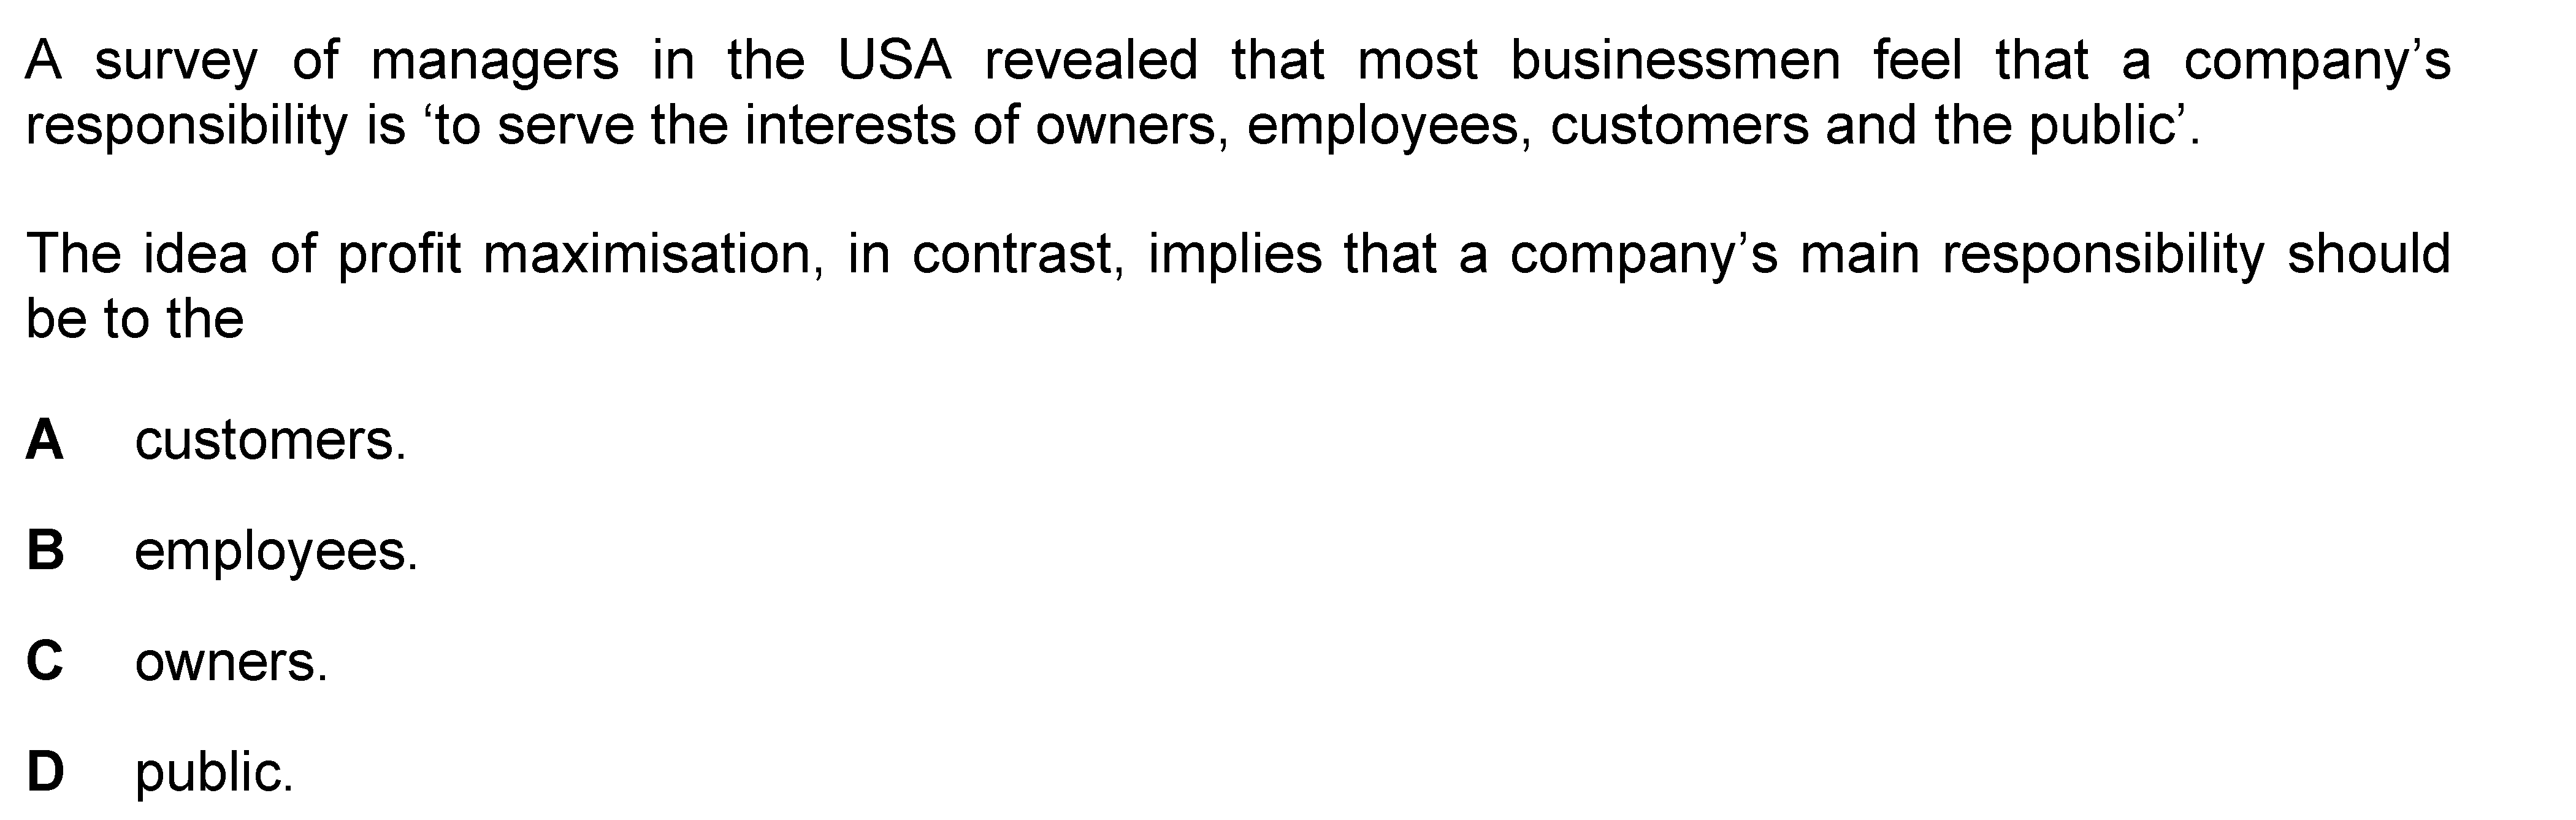 A survey of managers in the USA revealed that most businessmen feel that a company’s
responsibility is ‘to serve the interests of owners, employees, customers and the public’.
The idea of profit maximisation, in contrast, implies that a company’s main responsibility should
be to the
A customers.
B employees.
C owners.
D public.